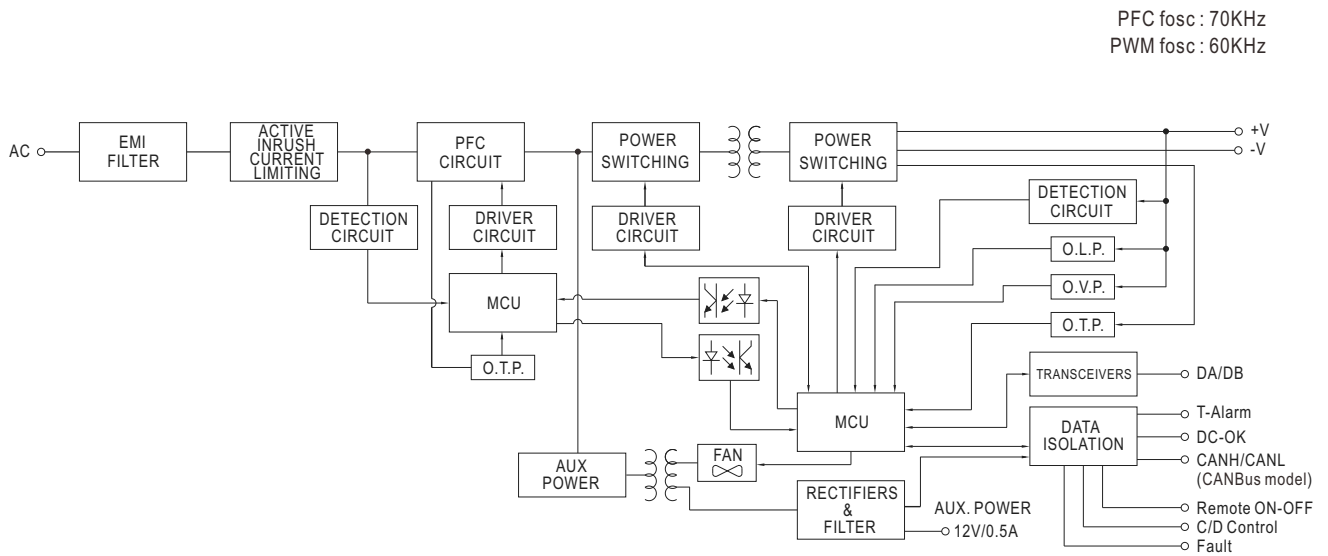 PFC fosc : 70KHz
PWM fosc : 60KHz
AC
EMI
FILTER
ACTIVE
INRUSH
CURRENT
LIMITING
PFC
CIRCUIT
POWER
SWITCHING
POWER
SWITCHING
+V
-V
DETECTION
CIRCUIT
DRIVER
CIRCUIT
DRIVER
CIRCUIT
DRIVER
CIRCUIT
DETECTION
CIRCUIT
O.L.P.
O.V.P.
O.T.P.
MCU
O.T.P.
TRANSCEIVERS
DA/DB
MCU
DATA
ISOLATION
T-Alarm
DC-OK
CANH/CANL
(CANBus model)
Remote ON-OFF
C/D Control
Fault
AUX
POWER
FAN
RECTIFIERS
&
FILTER
AUX. POWER
12V/0.5A